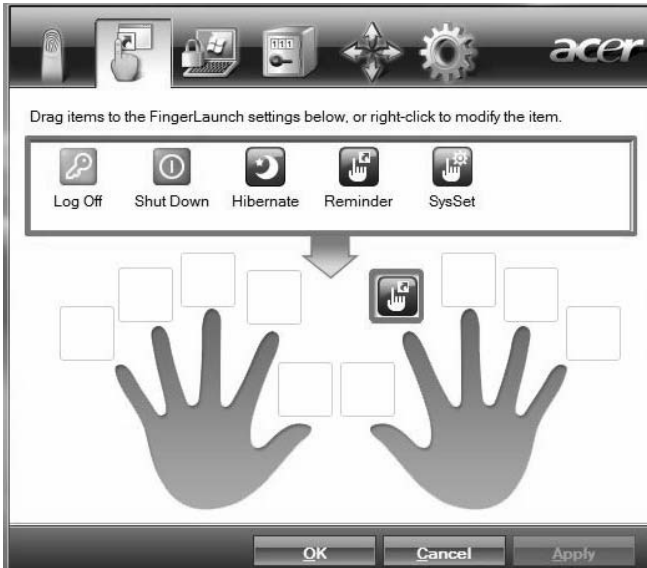 acer
Drag items to the FingerLaunch settings below, or right-click to modify the item.
Log Off Shut Down Hibernate Reminder SysSet
OK Cancel Apply